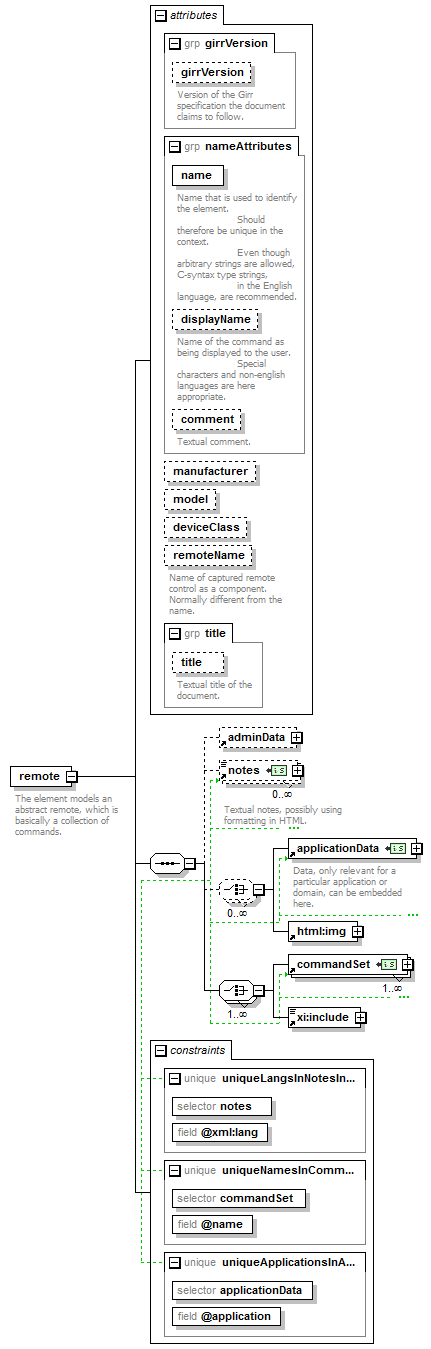 attributes
grp girrVersion
girrVersion
Version of the Girr
specification the document
claims to follow.
grp nameAttributes
name
Name that is used to identify
the element.
Should
therefore be unique in the
context.
Even though
arbitrary strings are allowed,
C-syntax type strings,
in the English
language, are recommended.
displayName
Name of the command as
being displayed to the user.
Special
characters and non-english
languages are here
appropriate.
comment
Textual comment.
manufacturer
model
deviceClass
remoteName
Name of captured remote
control as a component.
Normally different from the
name.
grp title
title
Textual title of the
document.
remote
The element models an
abstract remote, which is
basically a collection of
commands.
adminData
notes
is
0..∞
Textual notes, possibly using
formatting in HTML.
applicationData
is
Data, only relevant for a
particular application or
domain, can be embedded
here.
0..∞
html:img
commandSet
is
1..∞
1..∞
xi:include
constraints
unique uniqueLangsInNotesIn...
selector notes
field @xml:lang
unique uniqueNamesInComm...
selector commandSet
field @name
unique uniqueApplicationsInA...
selector applicationData
field @application